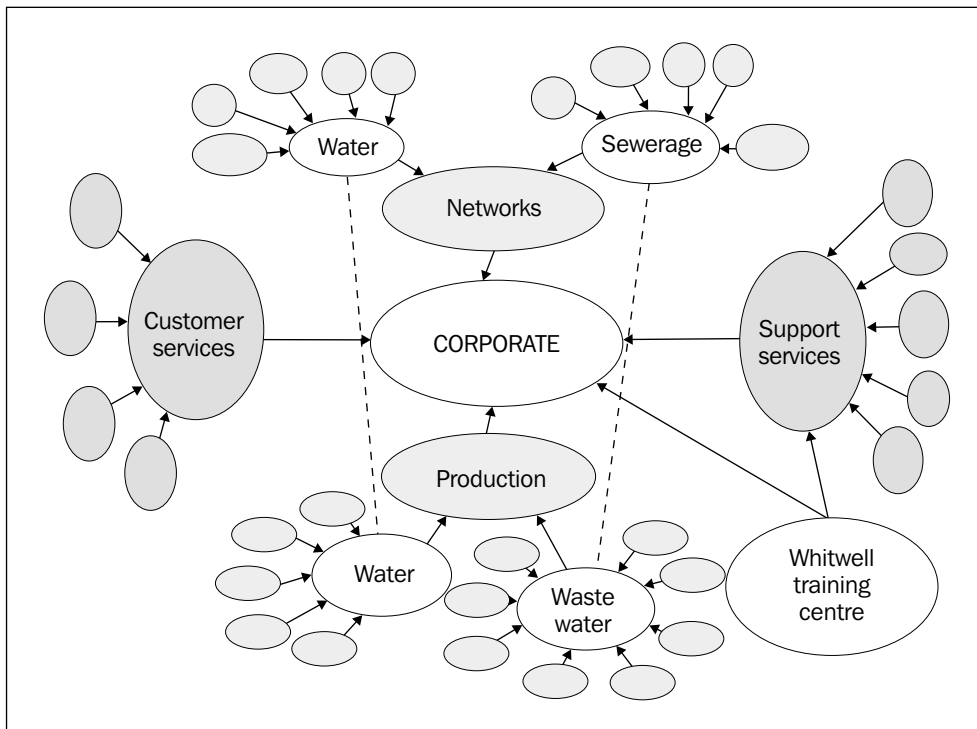 Water
Sewerage
Networks
Customer
services
CORPORATE
Support
services
Production
Water
Waste
water
Whitwell
training
centre